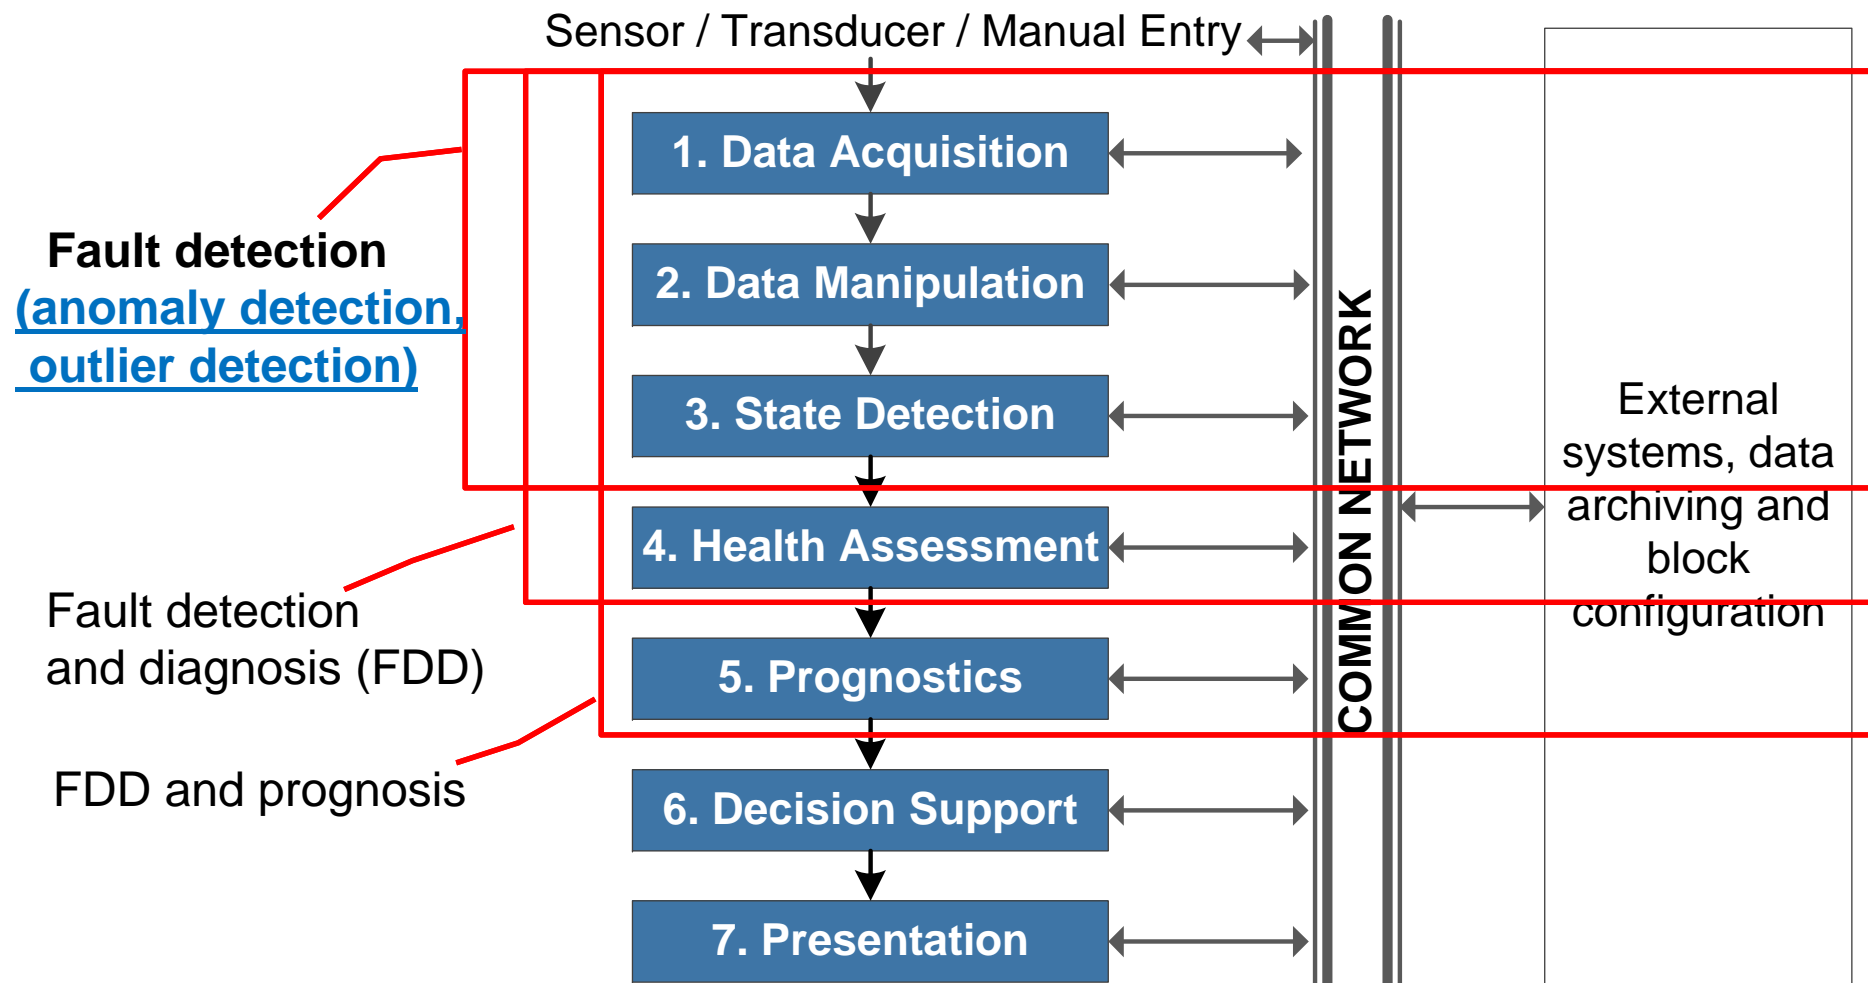 Sensor / Transducer / Manual Entry
1. Data Acquisition
Fault detection
(anomaly detection,
outlier detection)
2. Data Manipulation
3. State Detection
4. Health Assessment
Fault detection
and diagnosis (FDD)
5. Prognostics
FDD and prognosis
6. Decision Support
7. Presentation
COMMON NETWORK
External
systems, data
archiving and
block
configuration